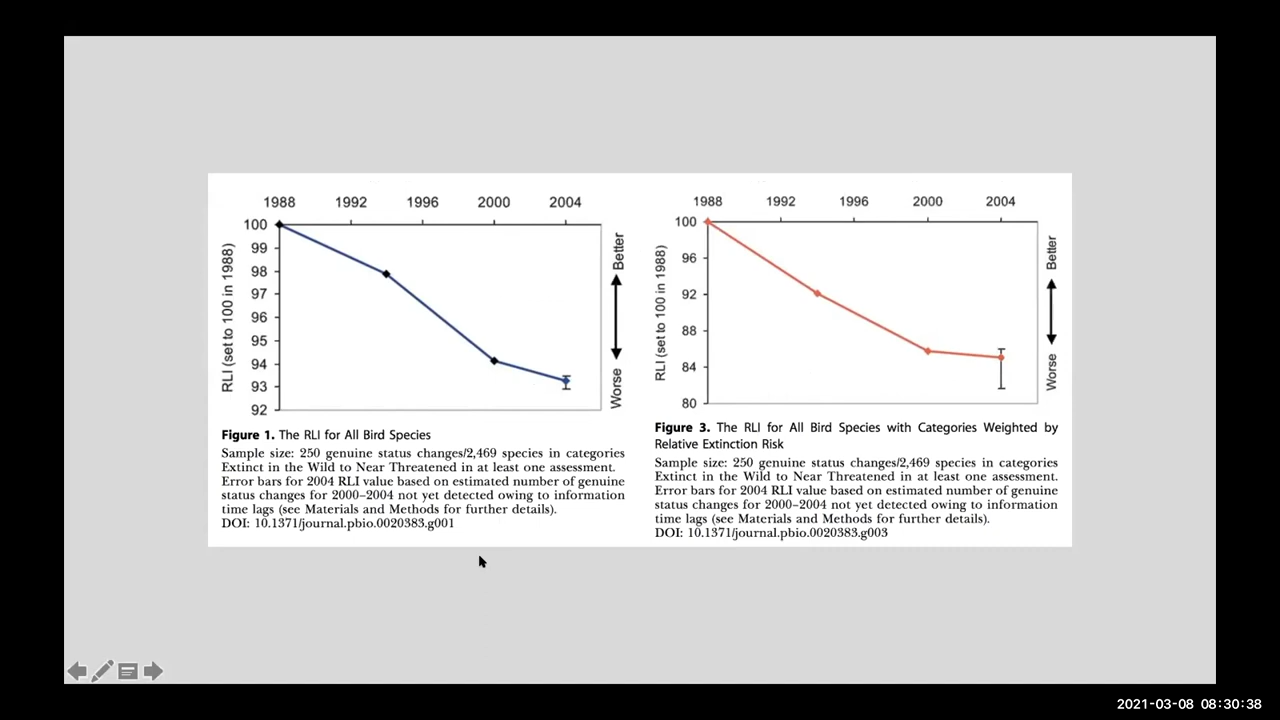 1988 1992 1996 2000 2004
100
99
98
97
96
95
94
93
92
RLI (set to 100 in 1988)
Better
Worse
Figure 1. The RLI for All Bird Species
Sample size: 250 genuine status changes/2,469 species in categories
Extinct in the Wild to Near Threatened in at least one assessment.
Error bars for 2004 RLI value based on estimated number of genuine
status changes for 2000–2004 not yet detected owing to information
time lags (see Materials and Methods for further details).
DOI: 10.1371/journal.pbio.0020383.g001
1988 1992 1996 2000 2004
100
96
92
88
84
80
RLI (set to 100 in 1988)
Better
Worse
Figure 3. The RLI for All Bird Species with Categories Weighted by
Relative Extinction Risk
Sample size: 250 genuine status changes/2,469 species in categories
Extinct in the Wild to Near Threatened in at least one assessment.
Error bars for 2004 RLI value based on estimated number of genuine
status changes for 2000–2004 not yet detected owing to information
time lags (see Materials and Methods for further details).
DOI: 10.1371/journal.pbio.0020383.g003
2021-03-08 08:30:38